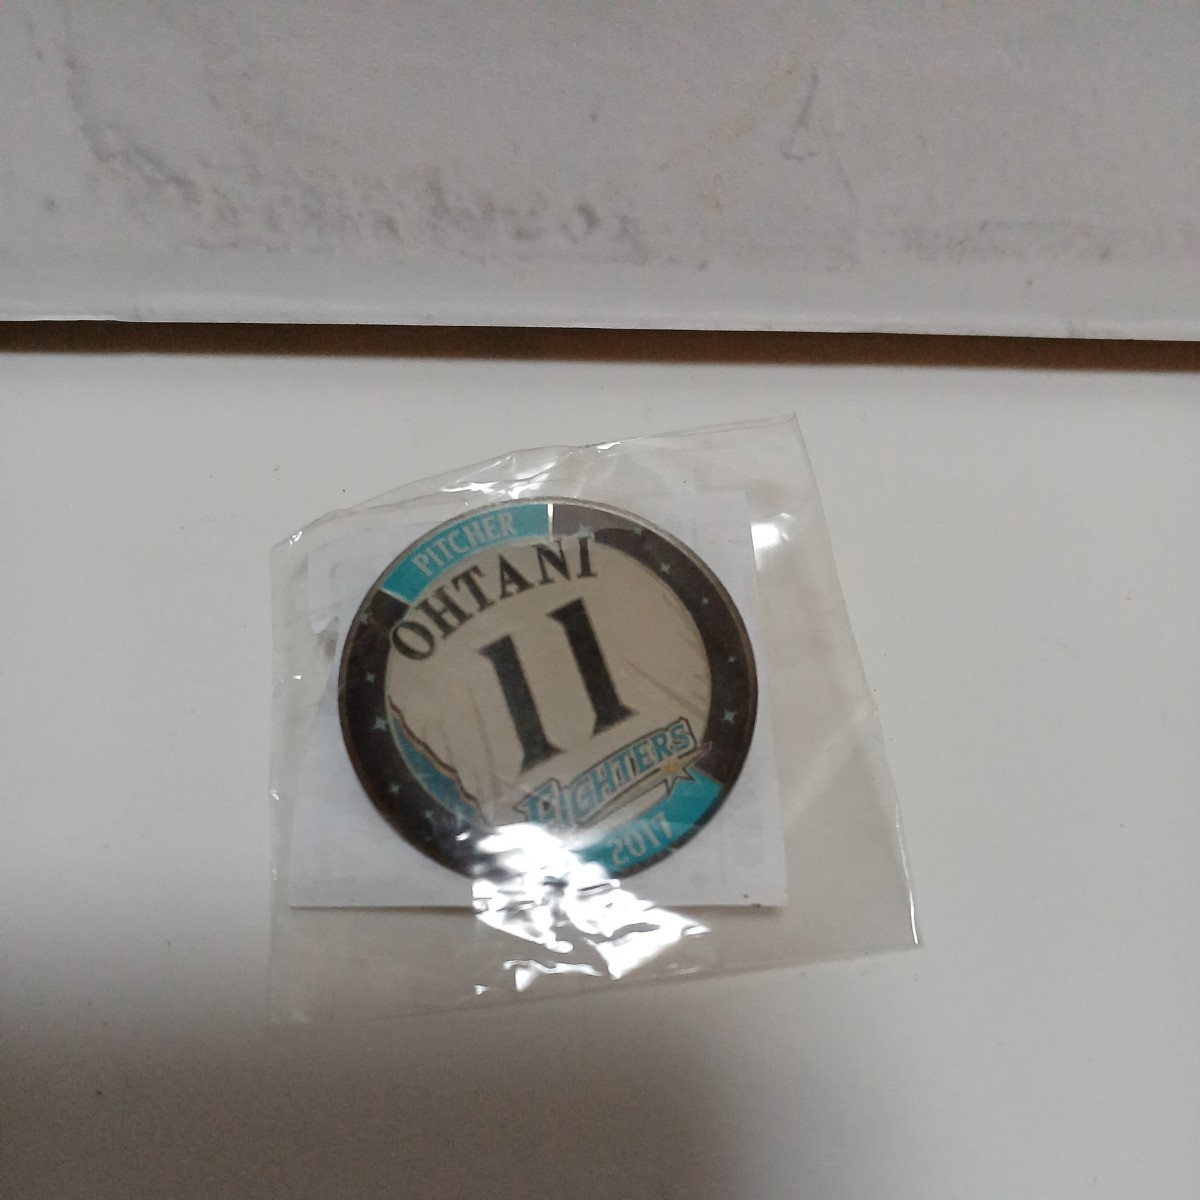 PITCHER
OHTANI
11
FIGHTERS
2017